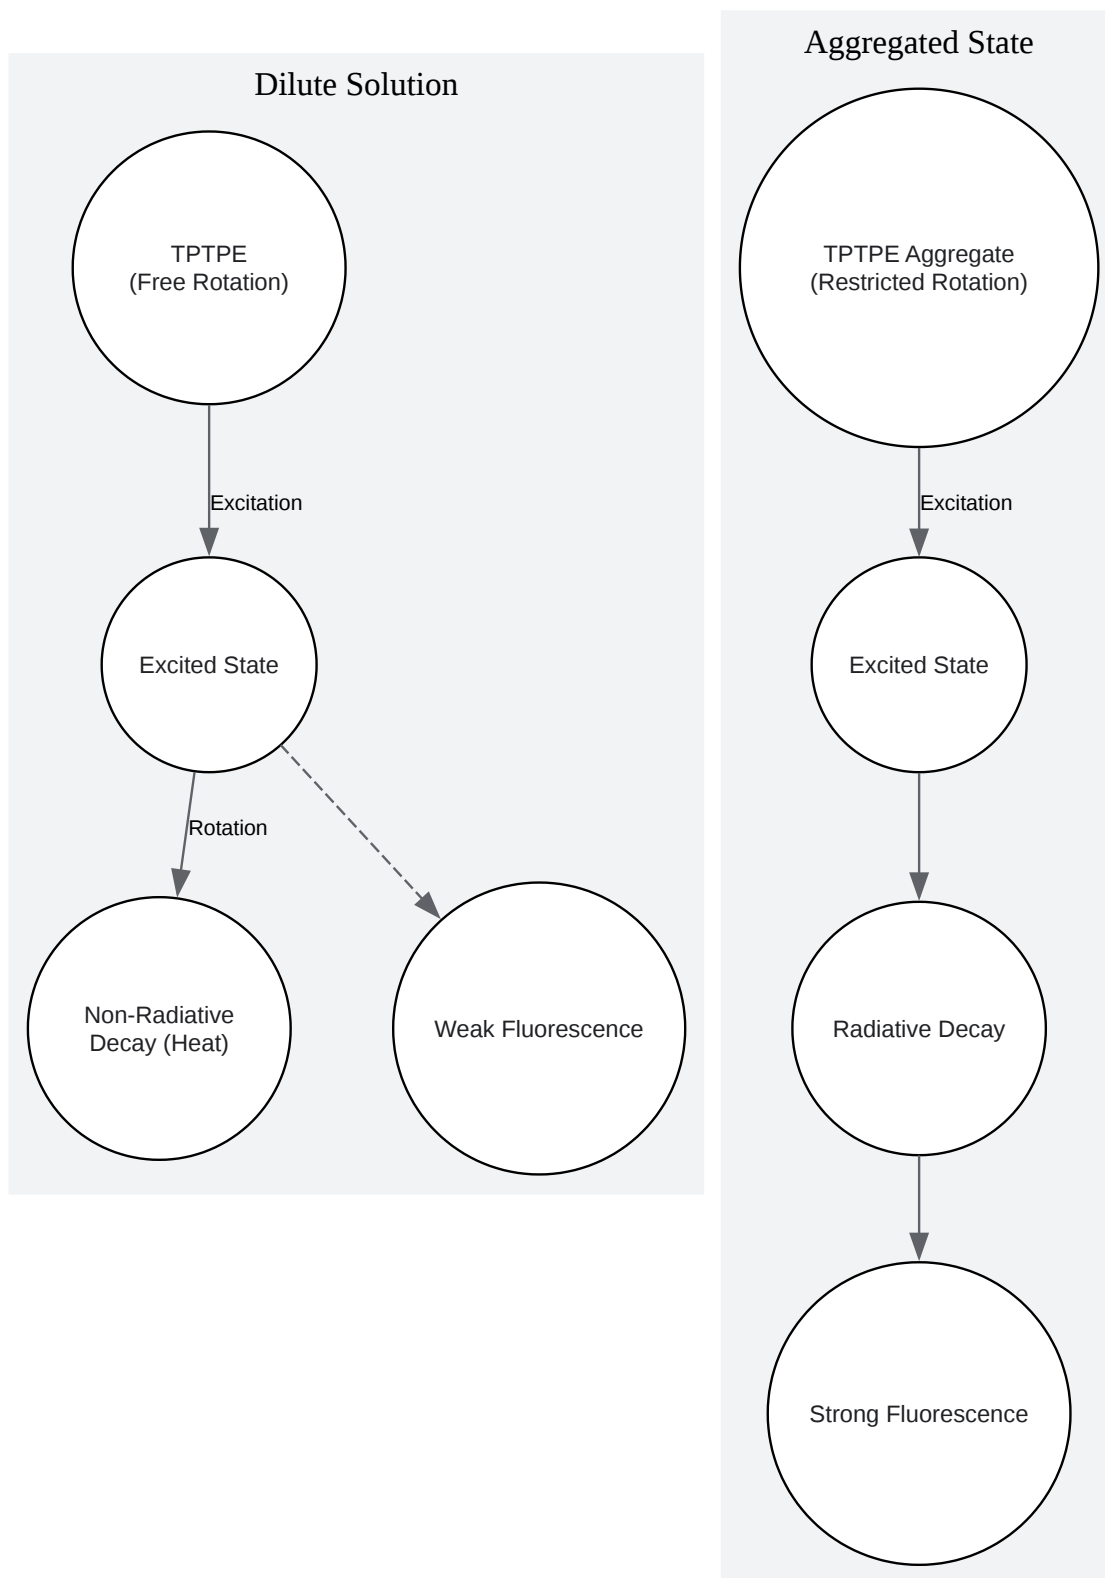 Dilute Solution
TPTPE
(Free Rotation)
Excitation
Excited State
Rotation
Non-Radiative
Decay (Heat)
Weak Fluorescence
Aggregated State
TPTPE Aggregate
(Restricted Rotation)
Excitation
Excited State
Radiative Decay
Strong Fluorescence